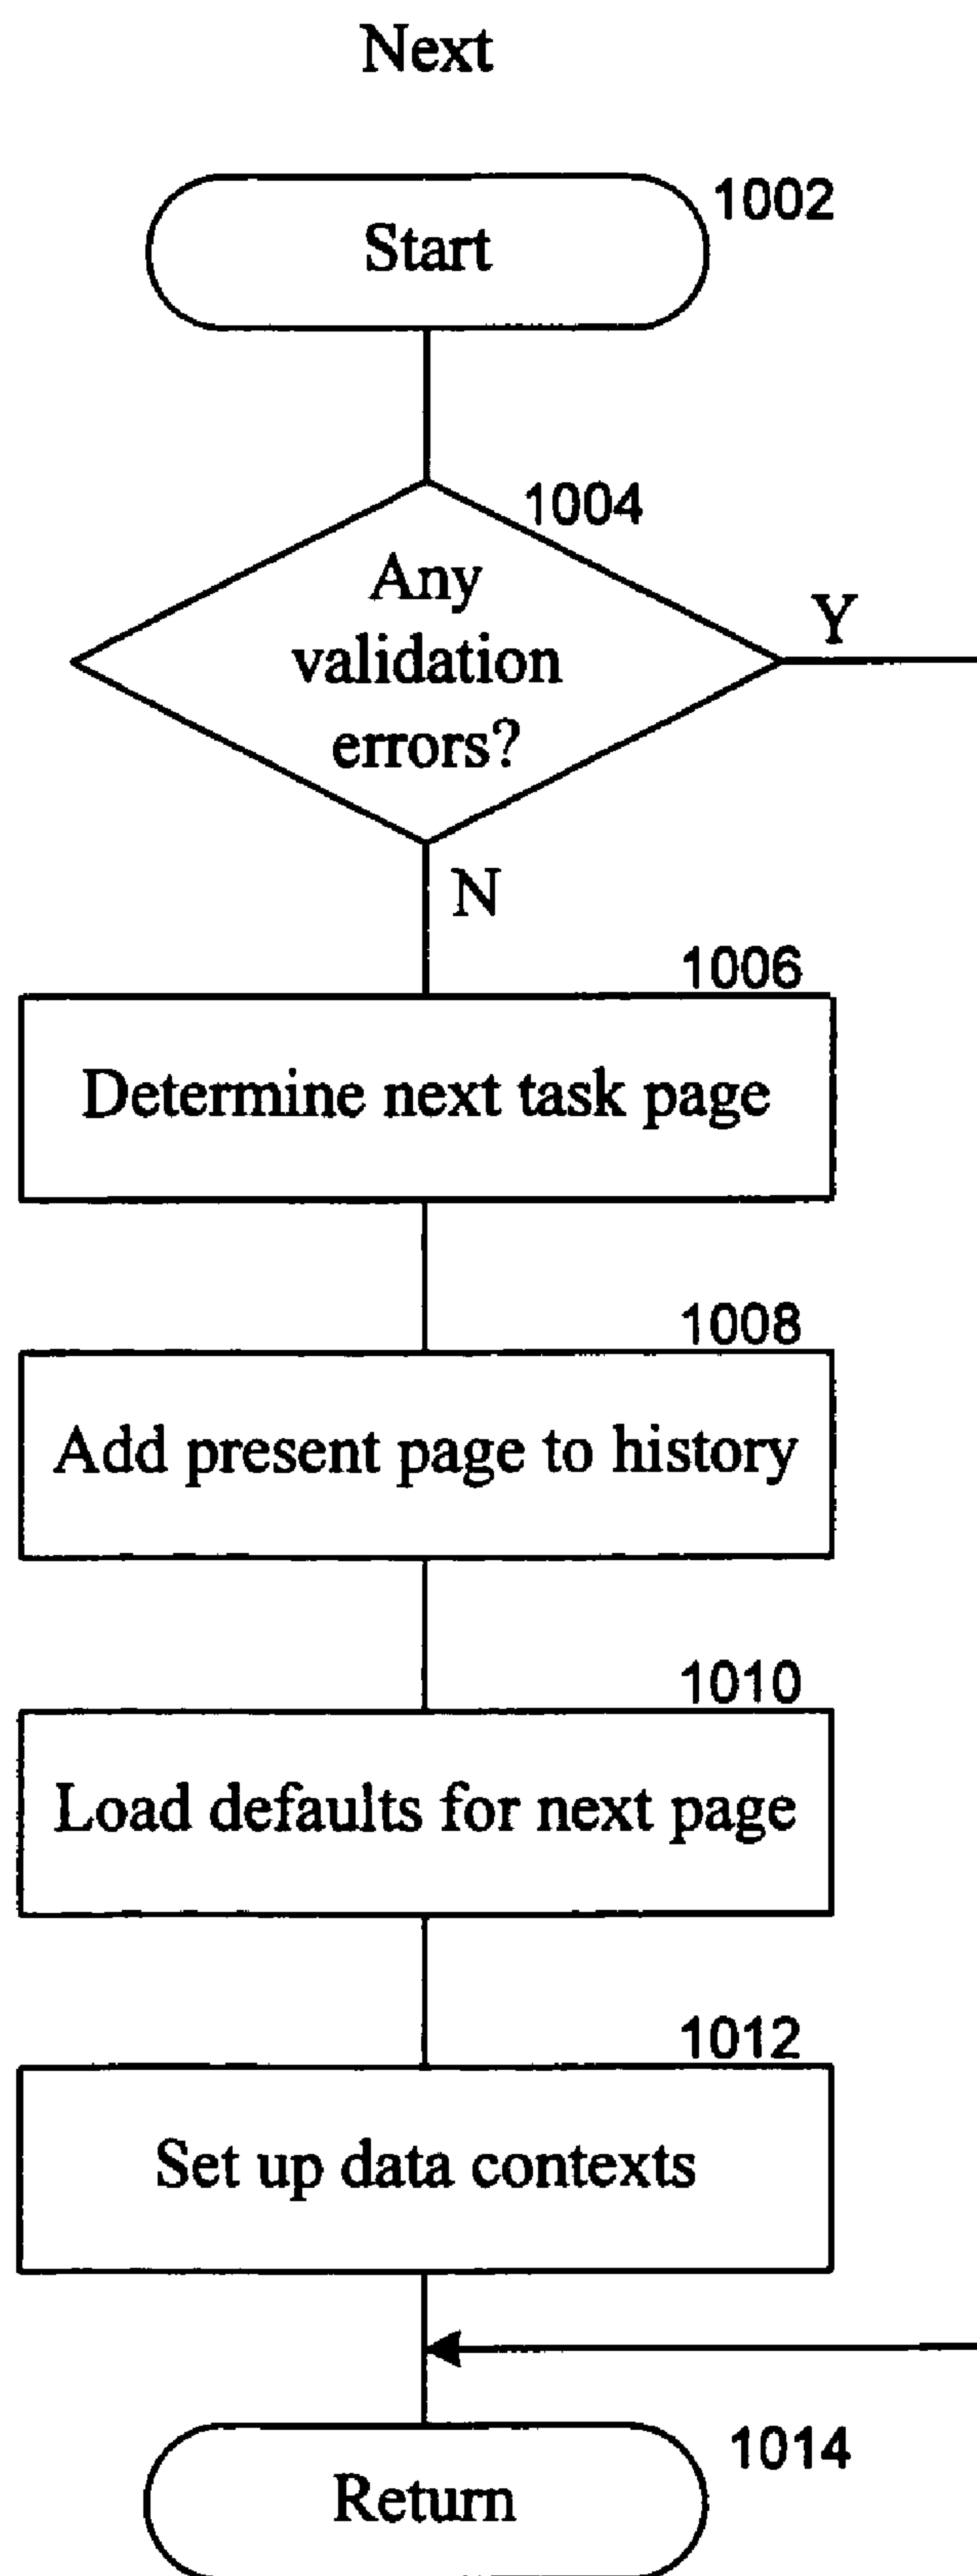 Next
1002
Start
1004
Any
validation
errors?
Y
N
1006
Determine next task page
1008
Add present page to history
1010
Load defaults for next page
1012
Set up data contexts
1014
Return